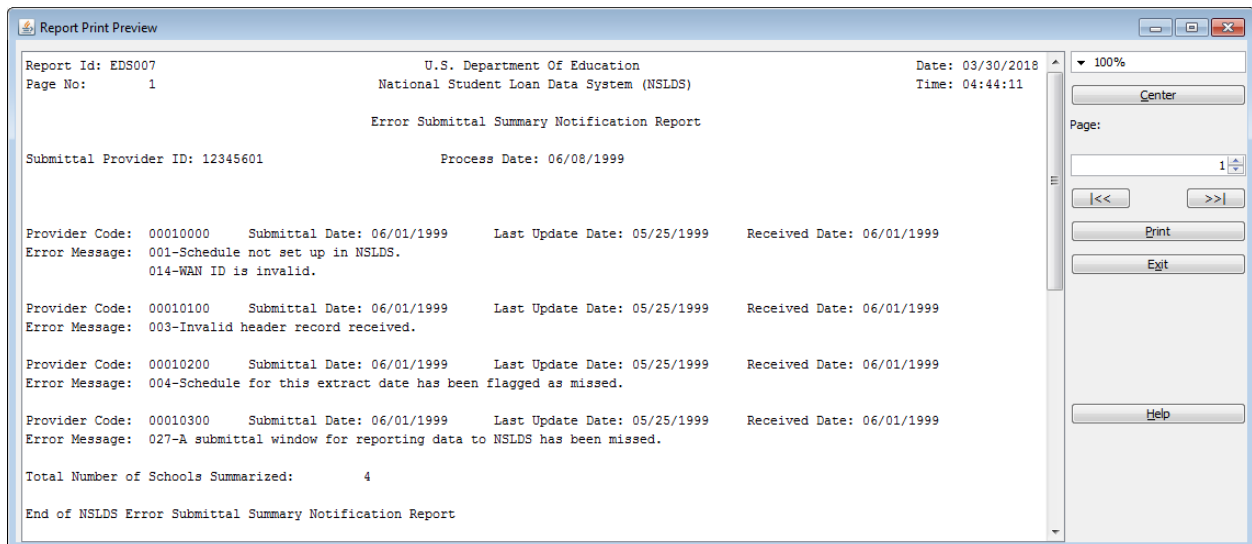 Report Print Preview
Report Id: EDS007 U.S. Department Of Education Date: 03/30/2018
Page No: 1 National Student Loan Data System (NSLDS) Time: 04:44:11
Error Submittal Summary Notification Report
Submittal Provider ID: 12345601 Process Date: 06/08/1999
Provider Code: 00010000 Submittal Date: 06/01/1999 Last Update Date: 05/25/1999 Received Date: 06/01/1999
Error Message: 001-Schedule not set up in NSLDS.
014-WAN ID is invalid.
Provider Code: 00010100 Submittal Date: 06/01/1999 Last Update Date: 05/25/1999 Received Date: 06/01/1999
Error Message: 003-Invalid header record received.
Provider Code: 00010200 Submittal Date: 06/01/1999 Last Update Date: 05/25/1999 Received Date: 06/01/1999
Error Message: 004-Schedule for this extract date has been flagged as missed.
Provider Code: 00010300 Submittal Date: 06/01/1999 Last Update Date: 05/25/1999 Received Date: 06/01/1999
Error Message: 027-A submittal window for reporting data to NSLDS has been missed.
Total Number of Schools Summarized: 4
End of NSLDS Error Submittal Summary Notification Report
100%
Center
Page:
1
|<< >>|
Print
Exit
Help